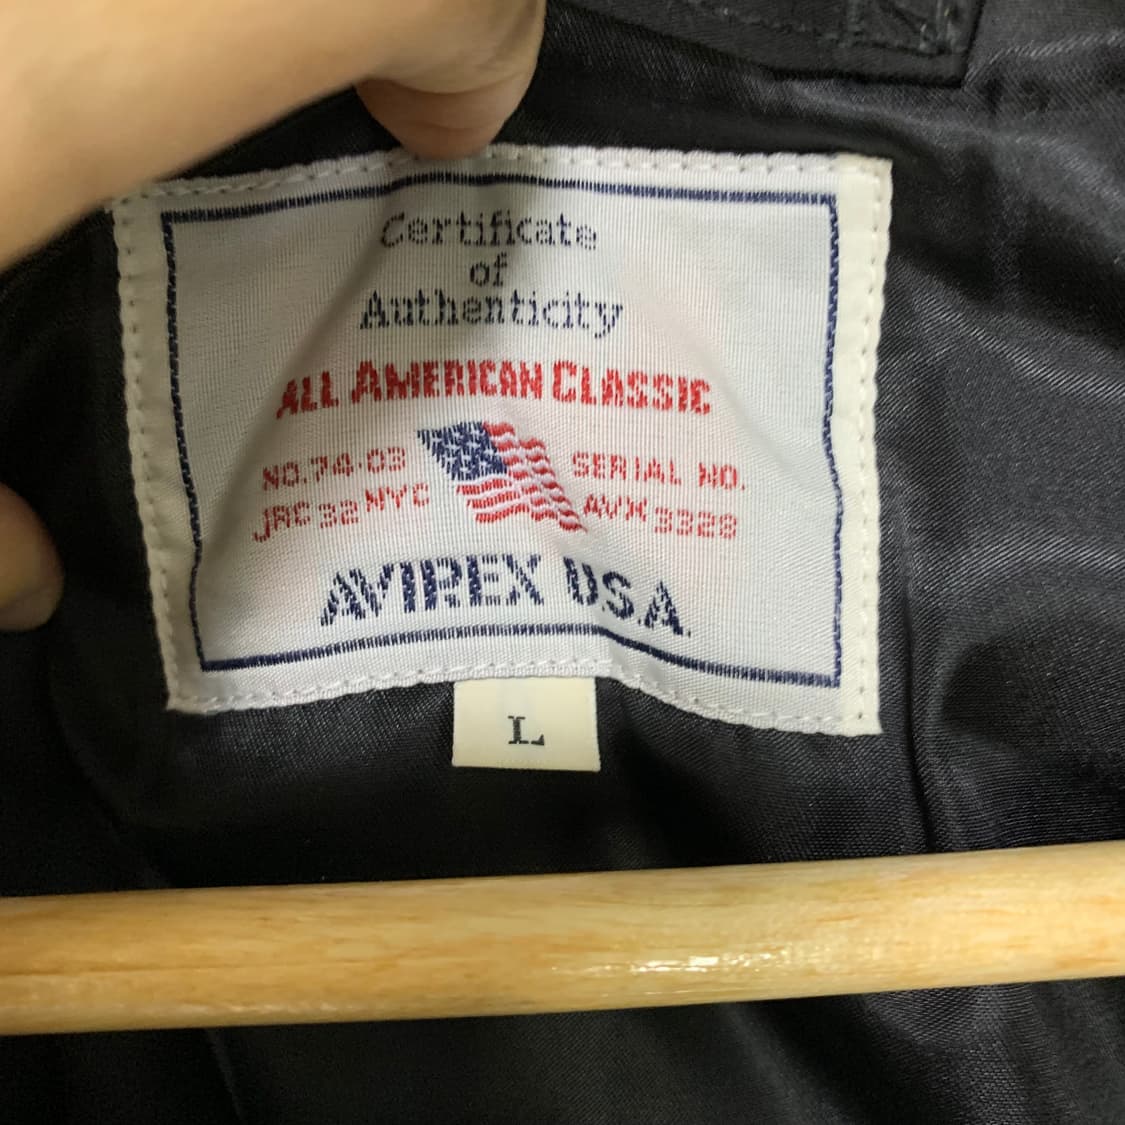 Certificate
of
Authenticity
ALL AMERICAN CLASSIC
NO.74-03
JRC 32 NYC
SERIAL NO.
AVX 3328
AVIREX U.S.A.
L